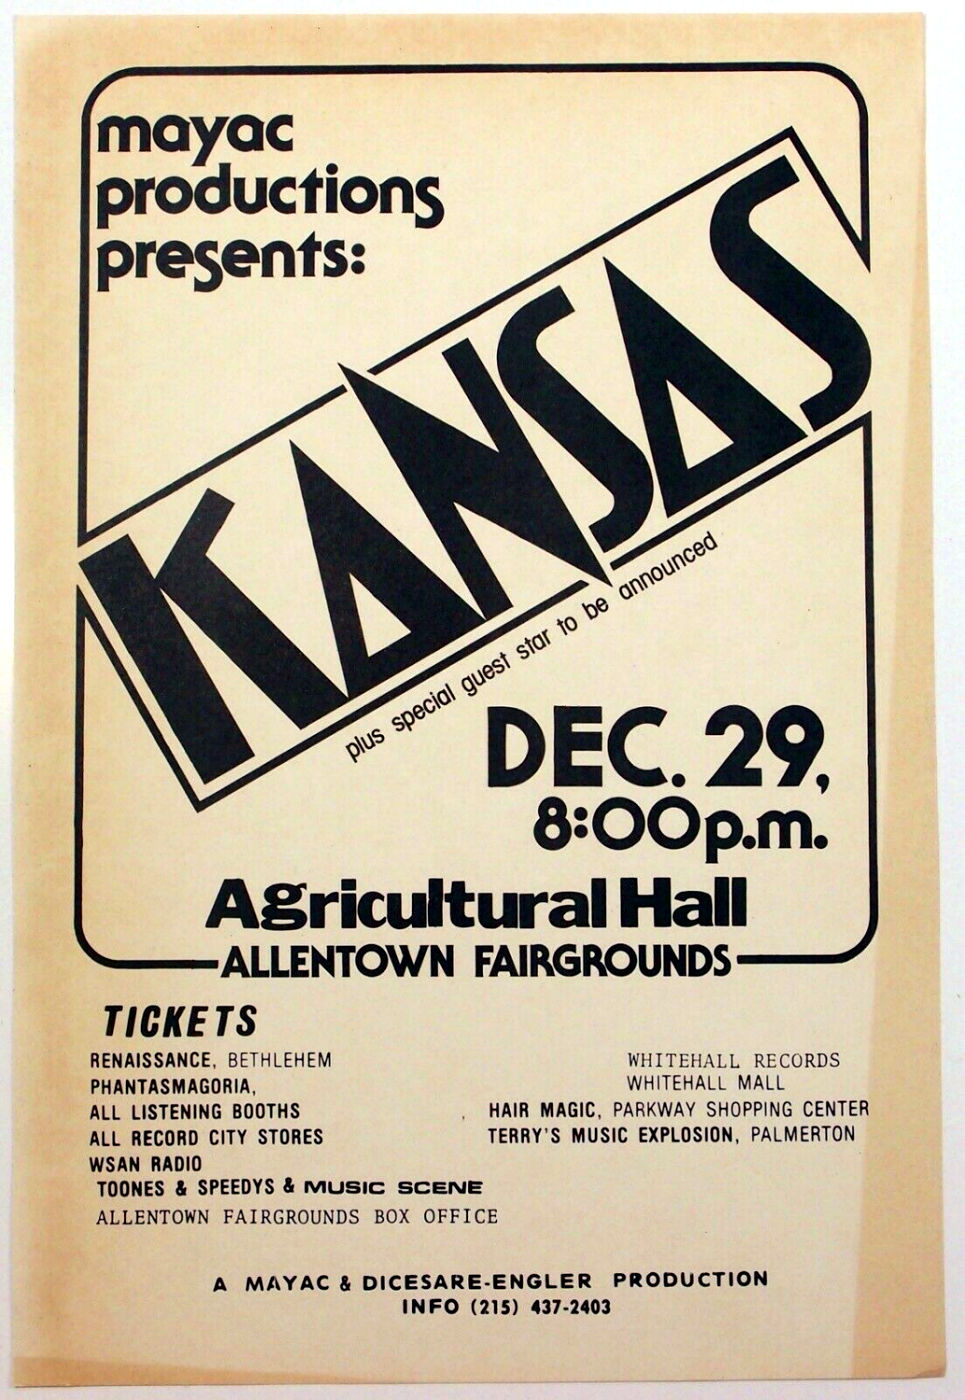 mayac
productions
presents:
KANSAS
plus special guest star to be announced
DEC. 29,
8:00p.m.
Agricultural Hall
ALLENTOWN FAIRGROUNDS
TICKETS
RENAISSANCE, BETHLEHEM
PHANTASMAGORIA,
ALL LISTENING BOOTHS
ALL RECORD CITY STORES
WSAN RADIO
TOONES & SPEEDYS & MUSIC SCENE
ALLENTOWN FAIRGROUNDS BOX OFFICE
WHITEHALL RECORDS
WHITEHALL MALL
HAIR MAGIC, PARKWAY SHOPPING CENTER
TERRY'S MUSIC EXPLOSION, PALMERTON
A MAYAC & DICESARE-ENGLER PRODUCTION
INFO (215) 437-2403